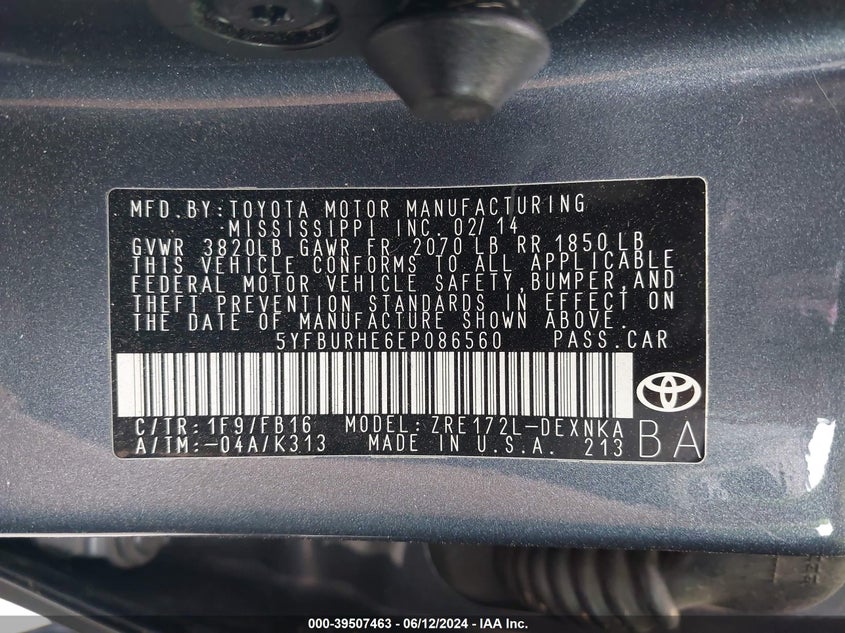 MFD.BY:TOYOTA MOTOR MANUFACTURING
MISSISSIPPI INC. 02/14
GVWR 3820LB GAWR FR 2070LB RR 1850LB
THIS VEHICLE CONFORMS TO ALL APPLICABLE
FEDERAL MOTOR VEHICLE SAFETY,BUMPER,AND
THEFT PREVENTION STANDARDS IN EFFECT ON
THE DATE OF MANUFACTURE SHOWN ABOVE.
5YFBURHE6EP086560 PASS.CAR
C/TR:1F9/FB16 MODEL:ZRE172L-DEXNKA
A/TM:-04A/K313 MADE IN U.S.A. 213
BA
000-39507463 - 06/12/2024 - IAA Inc.